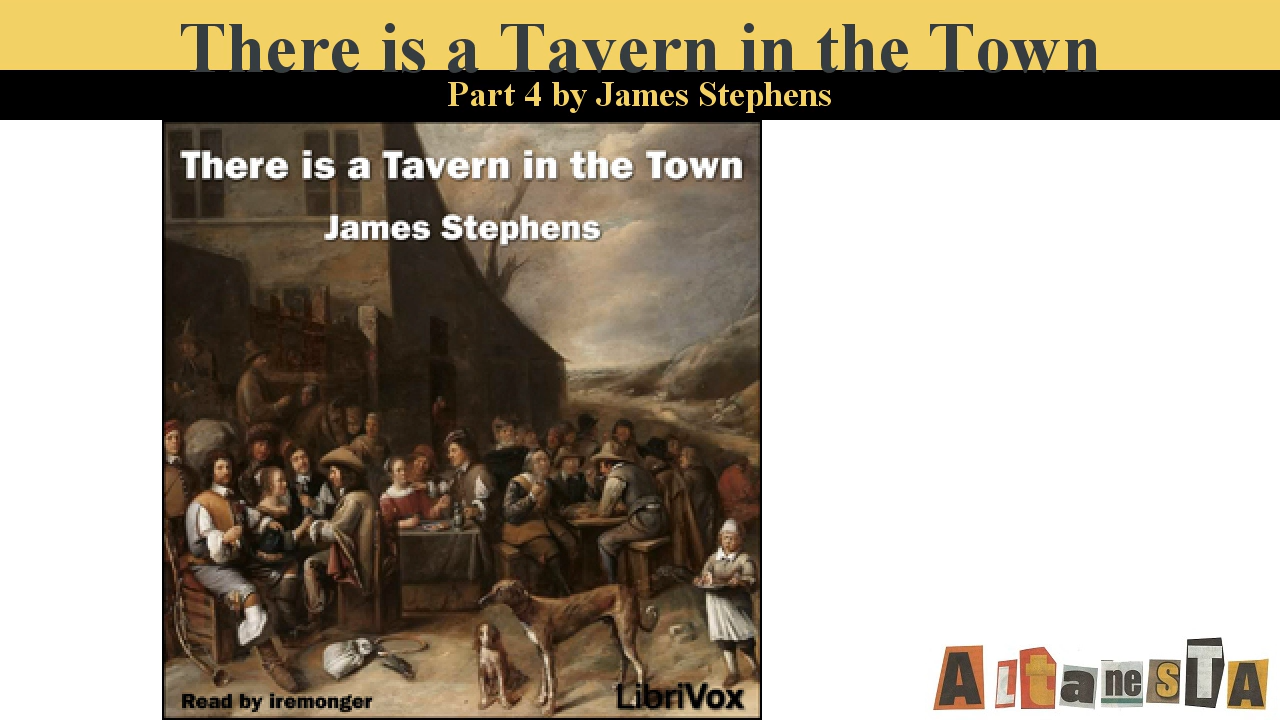 There is a Tavern in the Town
Part 4 by James Stephens
There is a Tavern in the Town
James Stephens
Read by iremonger
LibriVox
AltanesTA